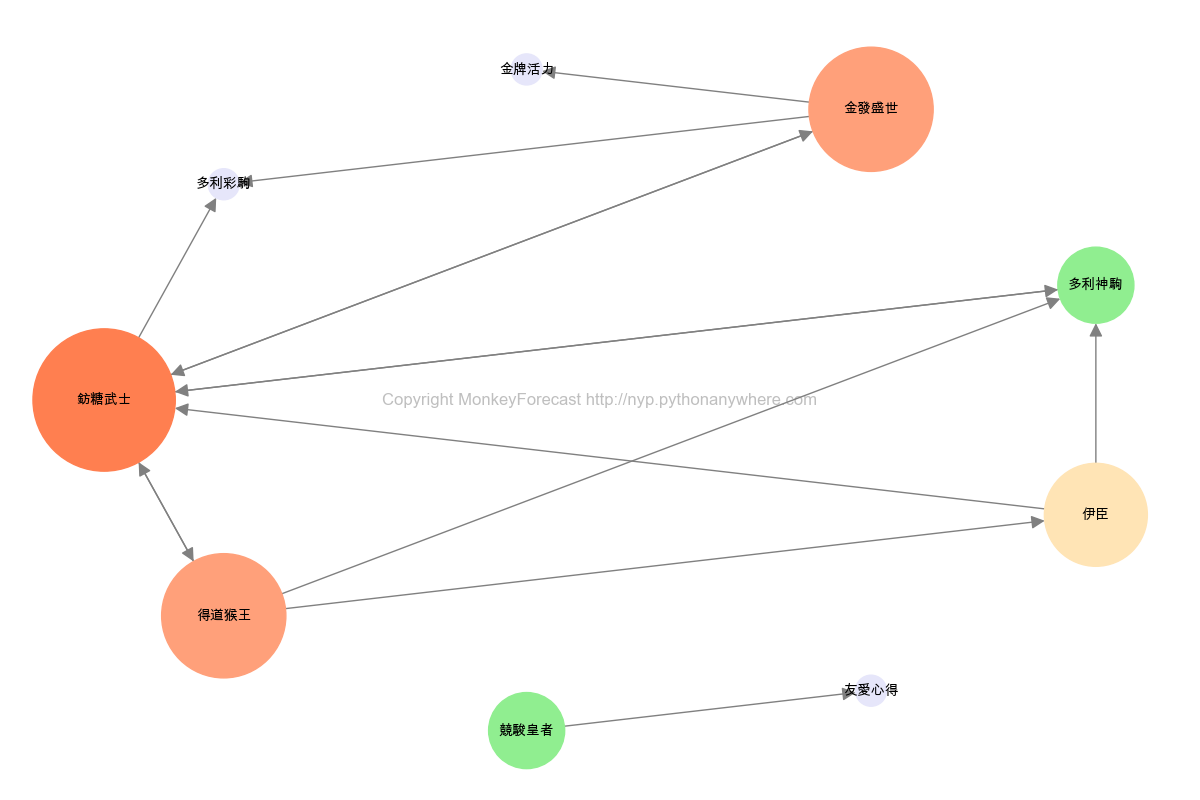 金牌活力
金發盛世
多利彩駒
多利神駒
鈁糖武士
Copyright MonkeyForecast http://nyp.pythonanywhere.com
伊臣
得道猴王
友愛心得
競駿皇者